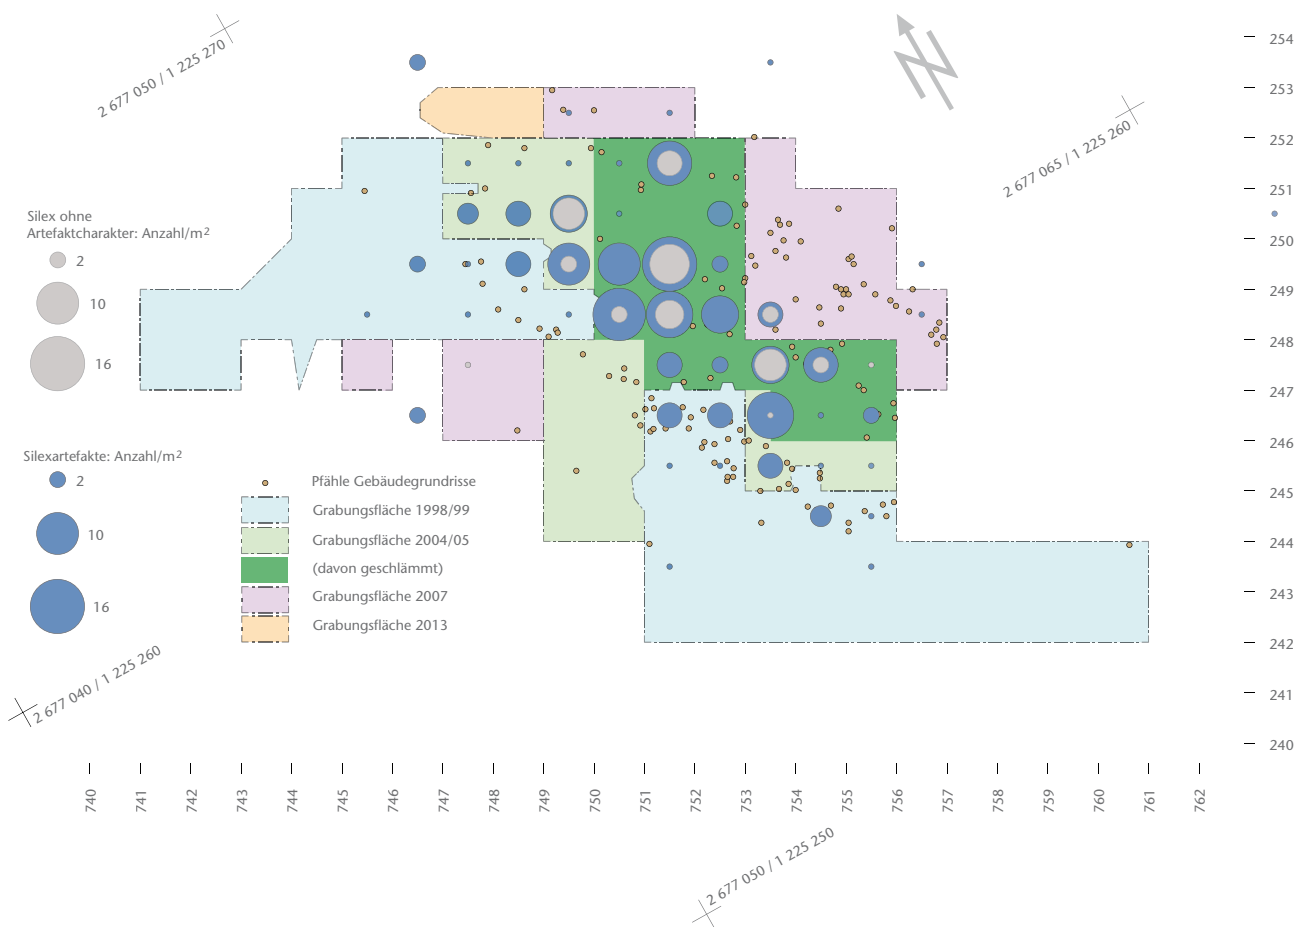 2 677 050 / 1 225 270
2 677 065 / 1 225 260
254
253
252
251
250
249
248
247
246
245
244
243
242
241
240
Silex ohne
Artefaktcharakter: Anzahl/m2
2
10
16
Silexartefakte: Anzahl/m2
2
10
16
Pfähle Gebäudegrundrisse
Grabungsfläche 1998/99
Grabungsfläche 2004/05
(davon geschlämmt)
Grabungsfläche 2007
Grabungsfläche 2013
2 677 040 / 1 225 260
740 741 742 743 744 745 746 747 748 749 750 751 752 753 754 755 756 757 758 759 760 761 762
2 677 050 / 1 225 250